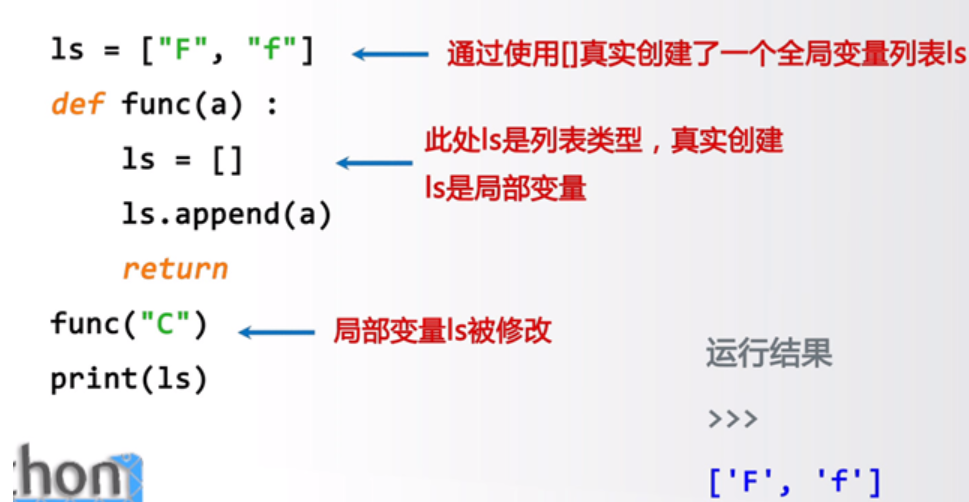 ls = ["F", "f"]
通过使用[]真实创建了一个全局变量列表ls
def func(a) :
ls = []
此处ls是列表类型，真实创建
ls是局部变量
ls.append(a)
return
func("C")
局部变量ls被修改
print(ls)
运行结果
>>>
['F', 'f']
hon